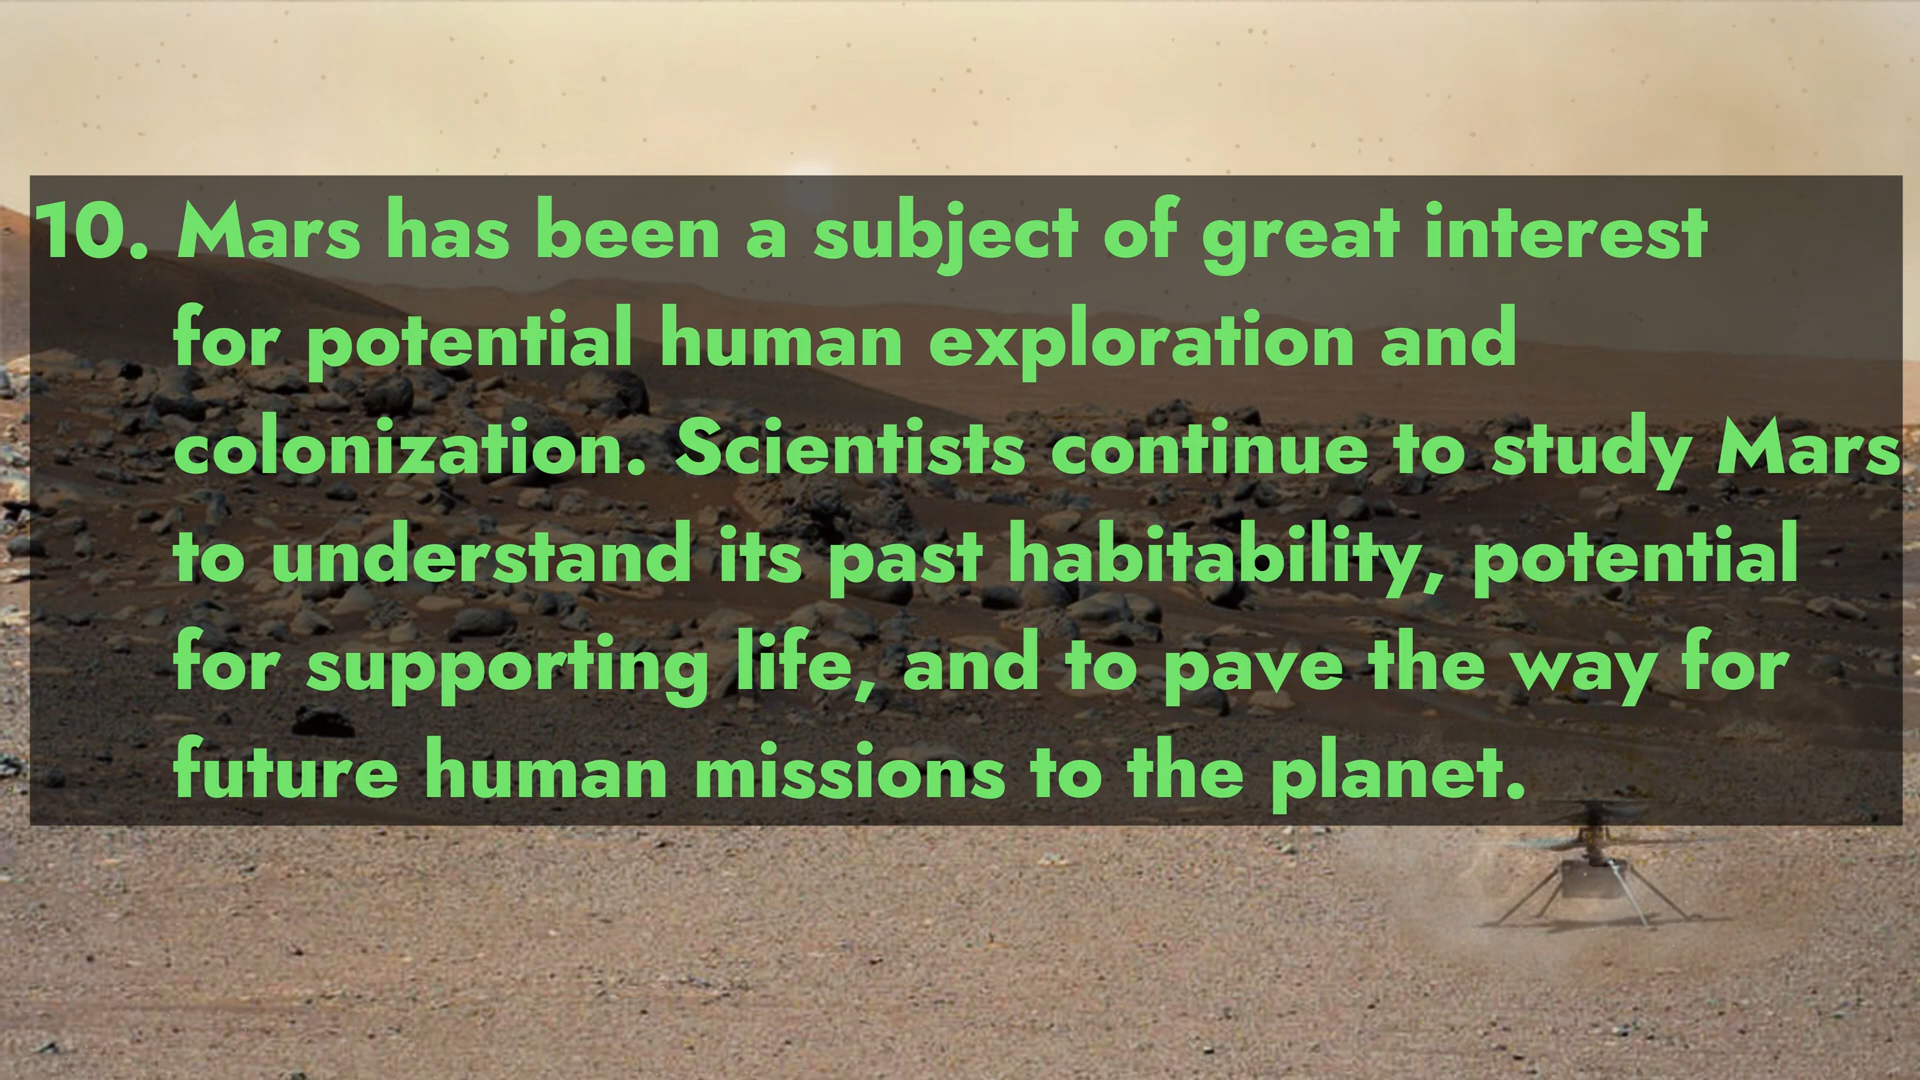 10. Mars has been a subject of great interest
for potential human exploration and
colonization. Scientists continue to study Mars
to understand its past habitability, potential
for supporting life, and to pave the way for
future human missions to the planet.